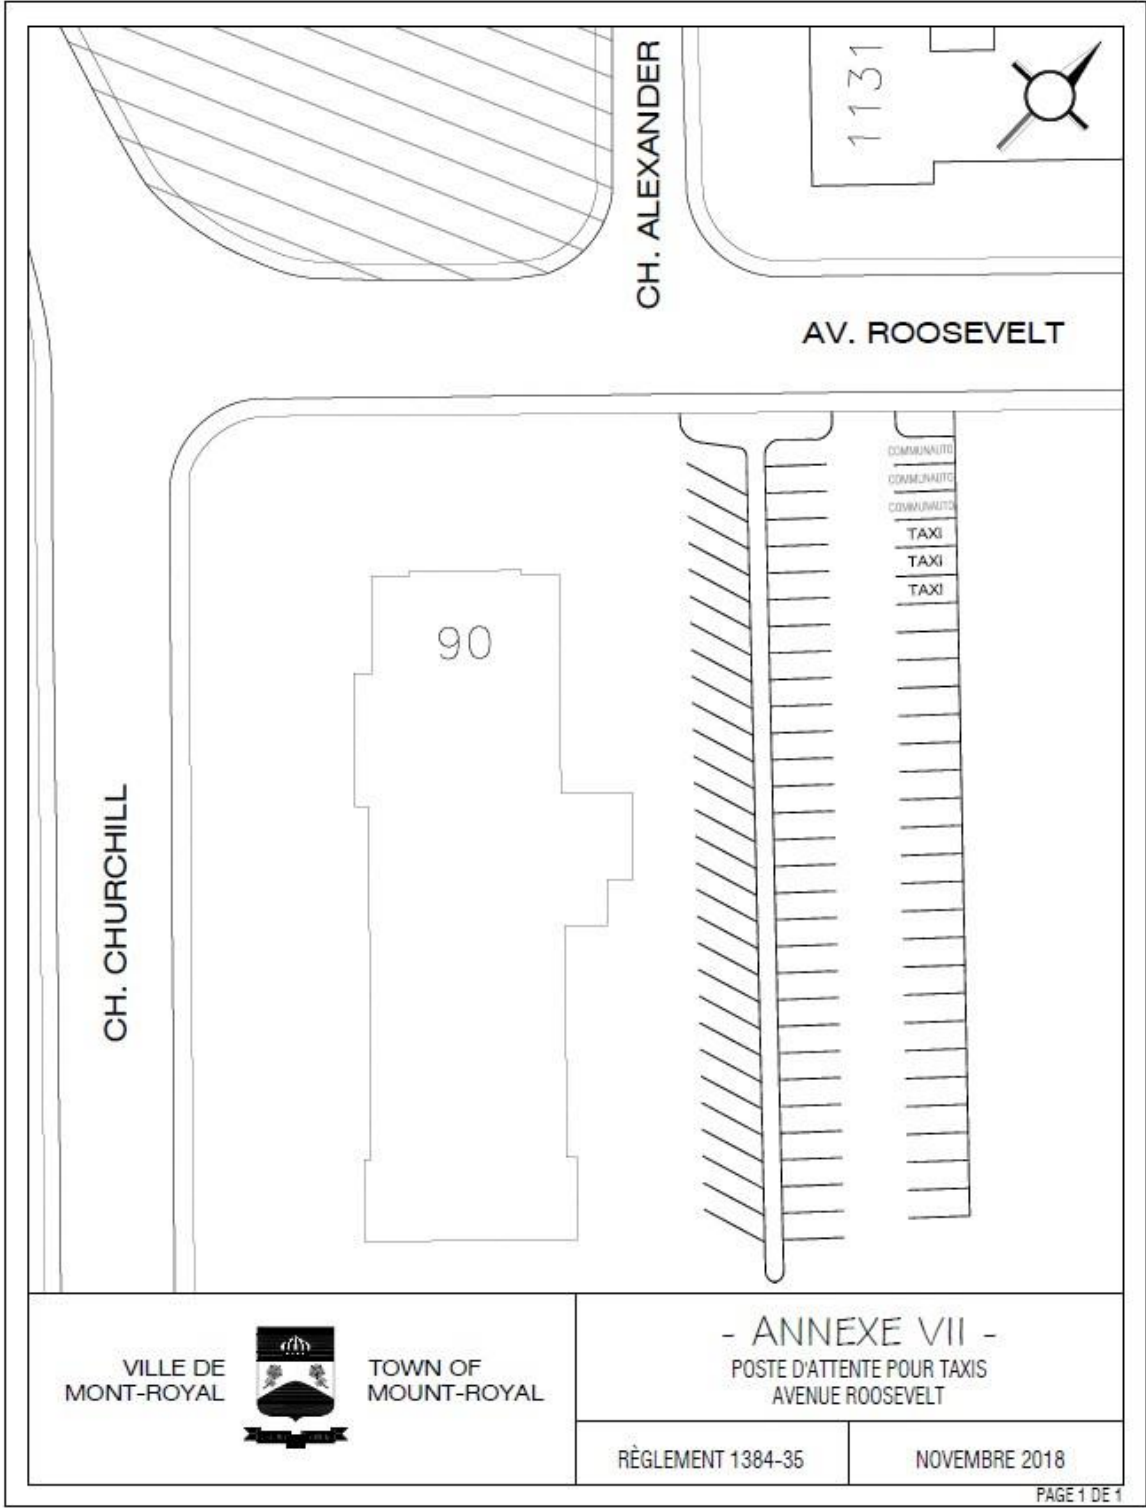 CH. ALEXANDER
1131
AV. ROOSEVELT
COMMUNAUTO
COMMUNAUTO
COMMUNAUTO
TAXI
TAXI
TAXI
90
CH. CHURCHILL
VILLE DE
MONT-ROYAL
TOWN OF
MOUNT-ROYAL
- ANNEXE VII -
POSTE D'ATTENTE POUR TAXIS
AVENUE ROOSEVELT
RÈGLEMENT 1384-35
NOVEMBRE 2018
PAGE 1 DE 1